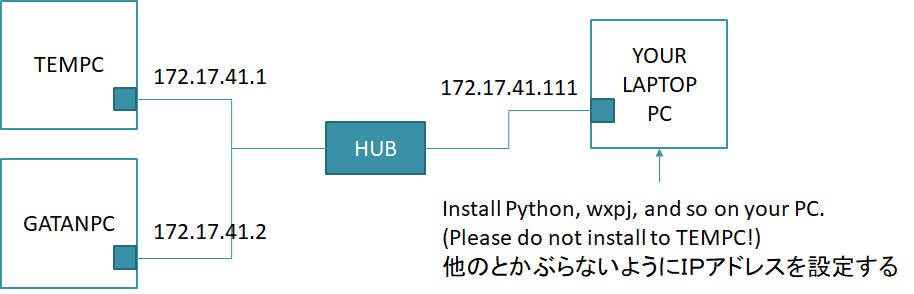 TEMPC
172.17.41.1
GATANPC
172.17.41.2
HUB
172.17.41.111
YOUR
LAPTOP
PC
Install Python, wxpj, and so on your PC.
(Please do not install to TEMPC!)
他のとかぶらないようにIPアドレスを設定する